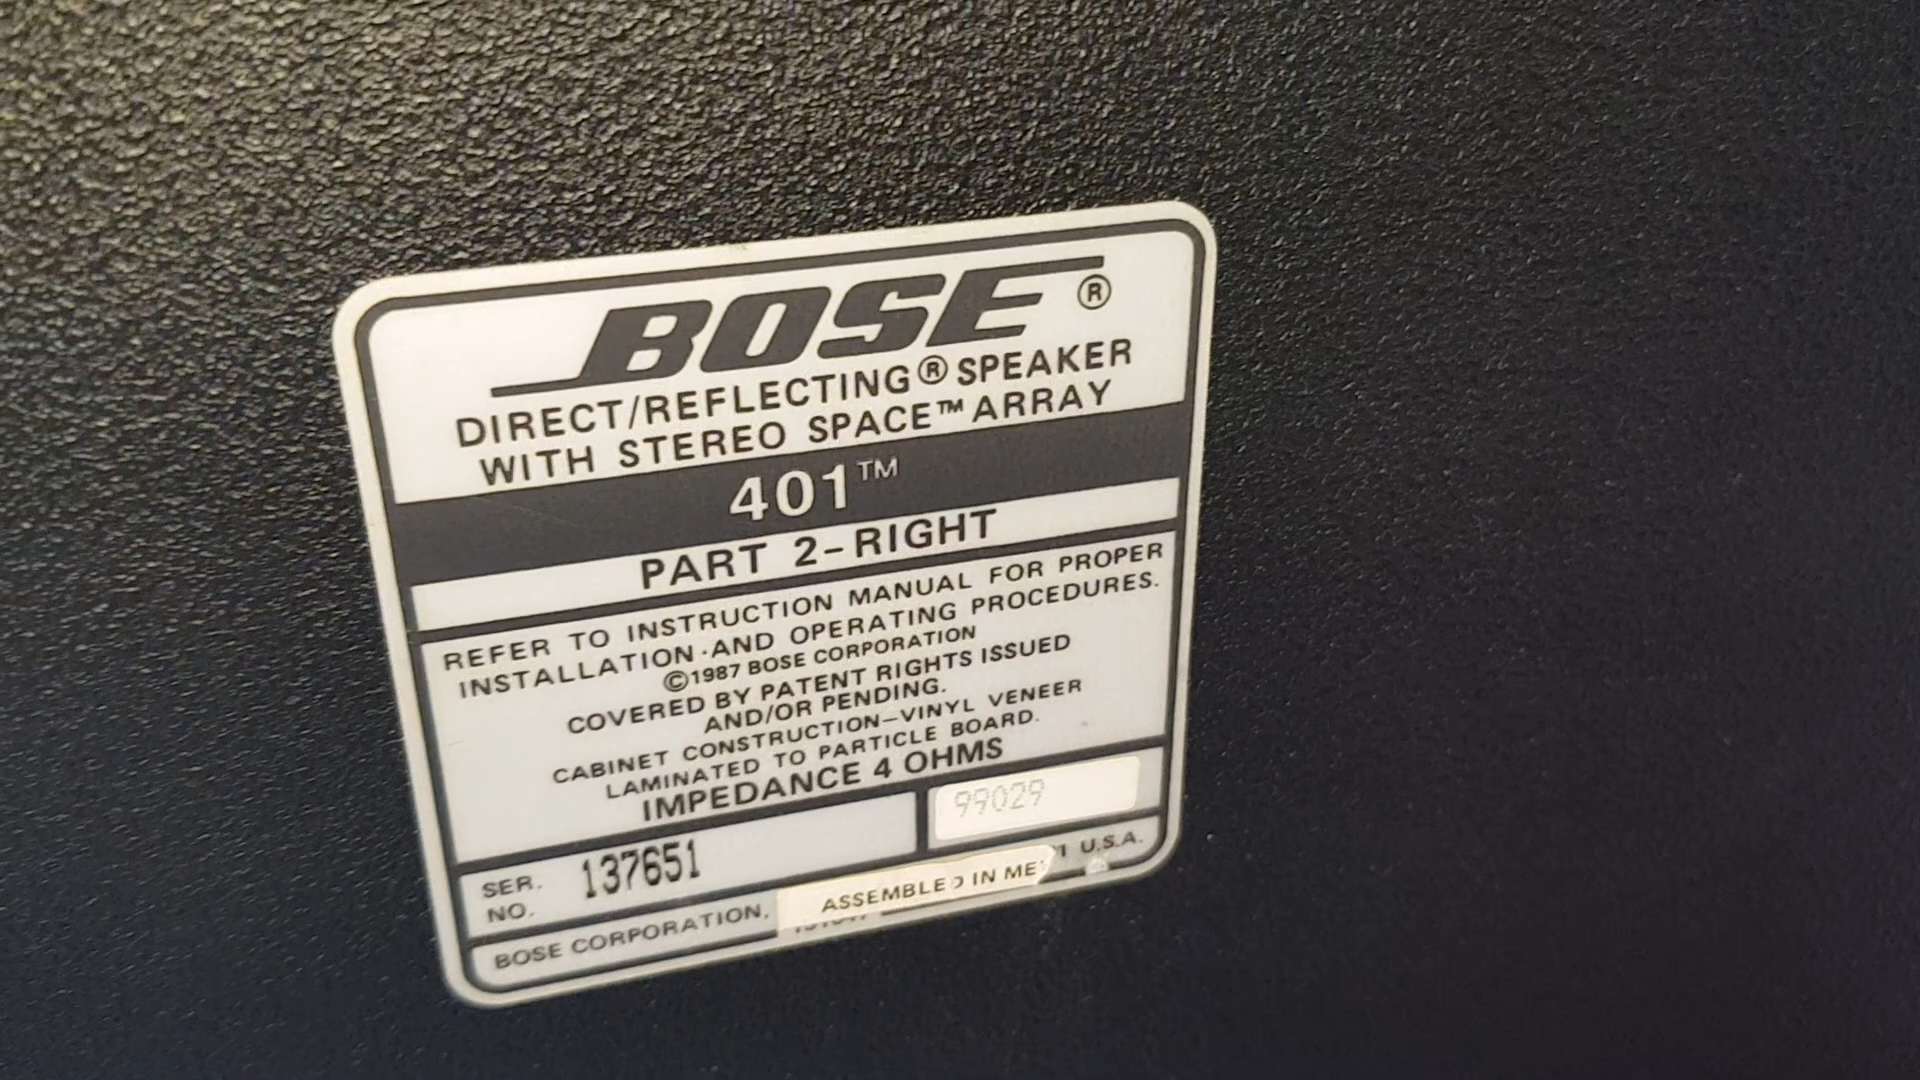 BOSE®
DIRECT/REFLECTING® SPEAKER
WITH STEREO SPACE™ ARRAY
401™
PART 2-RIGHT
REFER TO INSTRUCTION MANUAL FOR PROPER
INSTALLATION AND OPERATING PROCEDURES.
©1987 BOSE CORPORATION
COVERED BY PATENT RIGHTS ISSUED
AND/OR PENDING.
CABINET CONSTRUCTION–VINYL VENEER
LAMINATED TO PARTICLE BOARD.
IMPEDANCE 4 OHMS
99029
SER. NO. 137651
BOSE CORPORATION, ASSEMBLED IN U.S.A.